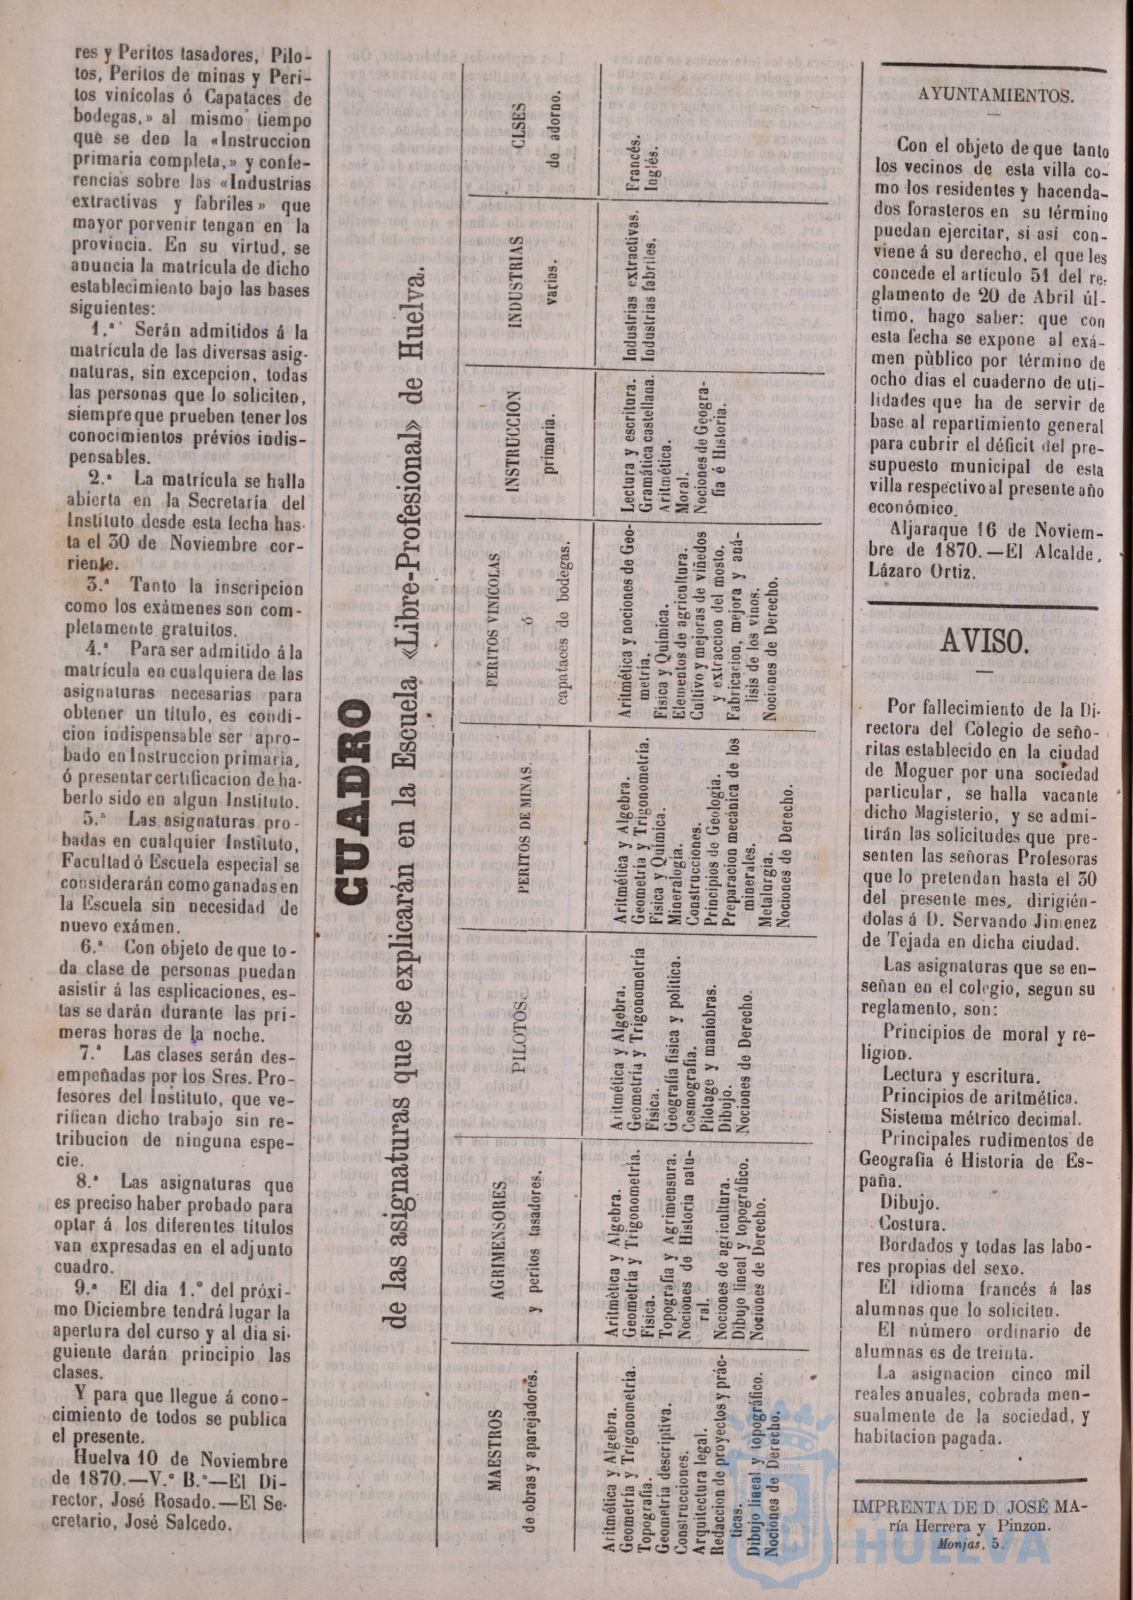 res y Peritos tasadores, Pilo-
tos, Peritos de minas y Peri-
tos vinícolas ó Capataces de
bodegas,» al mismo tiempo
que se den la «Instruccion
primaria completa,» y confe-
rencias sobre las «Industrias
extractivas y fabriles» que
mayor porvenir tengan en la
provincia. En su virtud, se
anuncia la matrícula de dicho
establecimiento bajo las bases
siguientes:
1.ª Serán admitidos á la
matrícula de las diversas asig-
naturas, sin excepcion, todas
las personas que lo soliciten,
siempre que prueben tener los
conocimientos prévios indis-
pensables.
2.ª La matrícula se halla
abierta en la Secretaría del
Instituto desde esta fecha has-
ta el 30 de Noviembre cor-
riente.
3.ª Tanto la inscripcion
como los exámenes son com-
pletamente gratuitos.
4.ª Para ser admitido á la
matrícula en cualquiera de las
asignaturas necesarias para
obtener un título, es condi-
cion indispensable ser apro-
bado en Instruccion primaria,
ó presentar certificacion de ha-
berlo sido en algun Instituto.
5.ª Las asignaturas pro-
badas en cualquier Instituto,
Facultad ó Escuela especial se
considerarán como ganadas en
la Escuela sin necesidad de
nuevo exámen.
6.ª Con objeto de que to-
da clase de personas puedan
asistir á las esplicaciones, es-
tas se darán durante las pri-
meras horas de la noche.
7.ª Las clases serán des-
empeñadas por los Sres. Pro-
fesores del Instituto, que ve-
rifican dicho trabajo sin re-
tribucion de ninguna espe-
cie.
8.ª Las asignaturas que
es preciso haber probado para
optar á los diferentes títulos
van expresadas en el adjunto
cuadro.
9.ª El dia 1.º del próxi-
mo Diciembre tendrá lugar la
apertura del curso y al dia si-
guiente darán principio las
clases.
Y para que llegue á cono-
cimiento de todos se publica
el presente.
Huelva 10 de Noviembre
de 1870.—V.º B.º—El Di-
rector, José Rosado.—El Se-
cretario, José Salcedo.
CUADRO
de las asignaturas que se explicarán en la Escuela «Libre-Profesional» de Huelva.
MAESTROS
de obras y aparejadores.
Aritmética y Algebra.
Geometría y Trigonometría.
Topografía.
Geometría descriptiva.
Construcciones.
Arquitectura legal.
Redaccion de proyectos y prác-
ticas.
Dibujo lineal y topográfico.
Nociones de Derecho.
AGRIMENSORES
y peritos tasadores.
Aritmética y Algebra.
Geometría y Trigonometría.
Física.
Topografía y Agrimensura.
Nociones de Historia natu-
ral.
Nociones de agricultura.
Dibujo lineal y topográfico.
Nociones de Derecho.
PILOTOS.
Aritmética y Algebra.
Geometría y Trigonometría
Física.
Geografía física y política.
Cosmografía.
Pilotage y maniobras.
Dibujo.
Nociones de Derecho.
PERITOS DE MINAS.
Aritmética y Algebra.
Geometría y Trigonometría.
Física y Química.
Mineralogía.
Construcciones.
Principios de Geología.
Preparacion mecánica de los
minerales.
Metalurgia.
Nociones de Derecho.
PERITOS VINÍCOLAS
ó
capataces de bodegas.
Aritmética y nociones de Geo-
metría.
Física y Química.
Elementos de agricultura.
Cultivo y mejoras de viñedos
y extraccion del mosto.
Fabricacion, mejora y aná-
lisis de los vinos.
Nociones de Derecho.
INSTRUCCION
primaria.
Lectura y escritura.
Gramática castellana.
Aritmética.
Moral.
Nociones de Geogra-
fía é Historia.
INDUSTRIAS
varias.
Industrias extractivas.
Industrias fabriles.
CLSES
de adorno.
Francés.
Inglés.
AYUNTAMIENTOS.
Con el objeto de que tanto
los vecinos de esta villa co-
mo los residentes y hacenda-
dos forasteros en su término
puedan ejercitar, si asi con-
viene á su derecho, el que les
concede el artículo 51 del re-
glamento de 20 de Abril úl-
timo, hago saber: que con
esta fecha se expone al exá-
men público por término de
ocho dias el cuaderno de uti-
lidades que ha de servir de
base al repartimiento general
para cubrir el déficit del pre-
supuesto municipal de esta
villa respectivo al presente año
económico.
Aljaraque 16 de Noviem-
bre de 1870.—El Alcalde,
Lázaro Ortiz.
AVISO.
Por fallecimiento de la Di-
rectora del Colegio de seño-
ritas establecido en la ciudad
de Moguer por una sociedad
particular, se halla vacante
dicho Magisterio, y se admi-
tirán las solicitudes que pre-
senten las señoras Profesoras
que lo pretendan hasta el 30
del presente mes, dirigién-
dolas á D. Servando Jimenez
de Tejada en dicha ciudad.
Las asignaturas que se en-
señan en el colegio, segun su
reglamento, son:
Principios de moral y re-
ligion.
Lectura y escritura.
Principios de aritmética.
Sistema métrico decimal.
Principales rudimentos de
Geografía é Historia de Es-
paña.
Dibujo.
Costura.
Bordados y todas las labo-
res propias del sexo.
El idioma francés á las
alumnas que lo soliciten.
El número ordinario de
alumnas es de treinta.
La asignacion cinco mil
reales anuales, cobrada men-
sualmente de la sociedad, y
habitacion pagada.
IMPRENTA DE D. JOSÉ MA-
ría Herrera y Pinzon.
Monjas, 5.
HUELVA